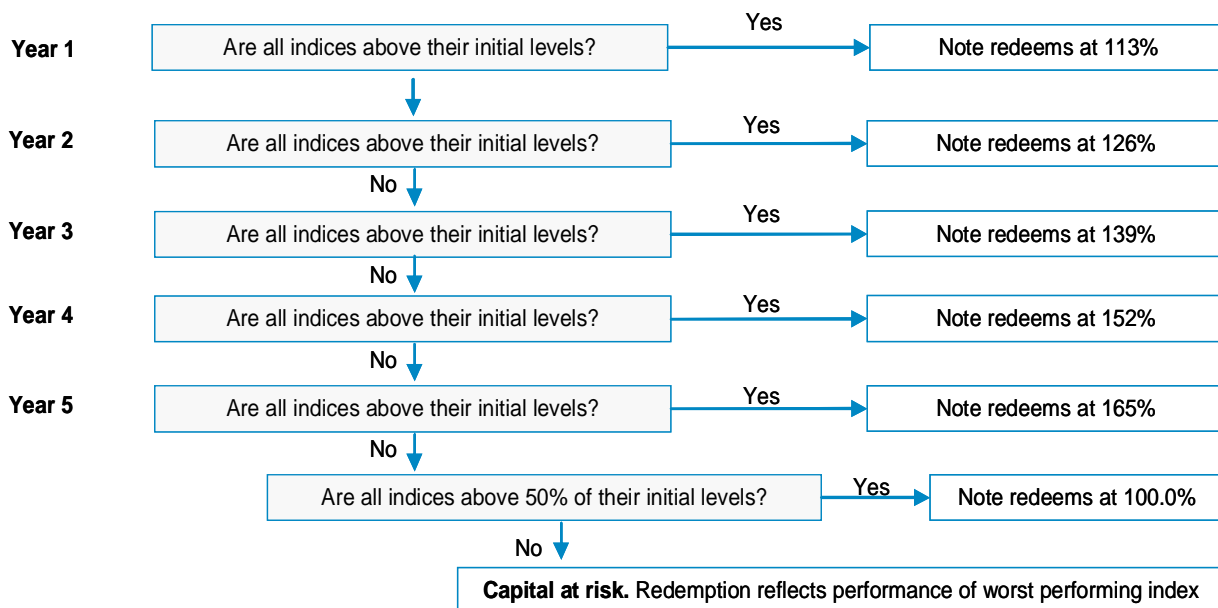 Yes
Year 1 Are all indices above their initial levels? Note redeems at 113%
Yes
Year 2 Are all indices above their initial levels? Note redeems at 126%
No
Yes
Year 3 Are all indices above their initial levels? Note redeems at 139%
No
Yes
Year 4 Are all indices above their initial levels? Note redeems at 152%
No
Yes
Year 5 Are all indices above their initial levels? Note redeems at 165%
No
Yes
Are all indices above 50% of their initial levels? Note redeems at 100.0%
No
Capital at risk. Redemption reflects performance of worst performing index